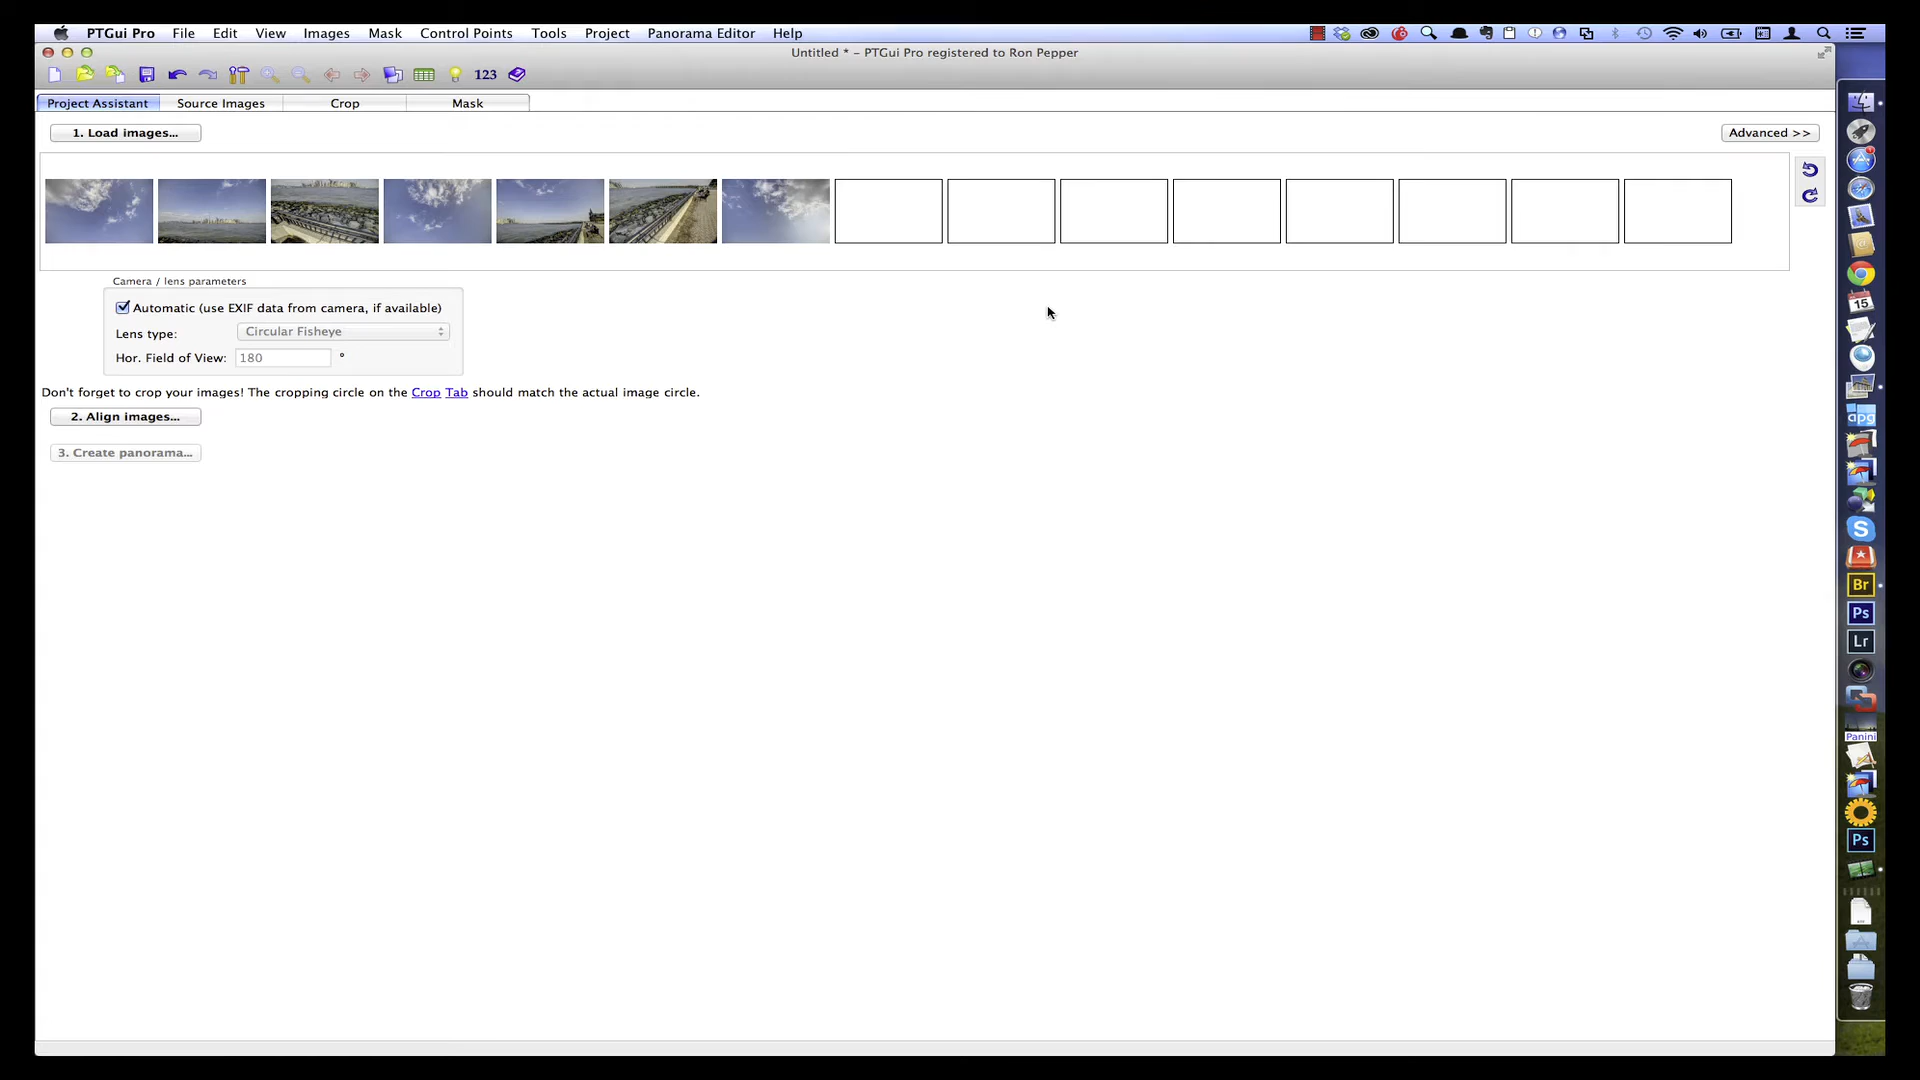 PTGui Pro File Edit View Images Mask Control Points Tools Project Panorama Editor Help
Untitled * – PTGui Pro registered to Ron Pepper
123
Project Assistant Source Images Crop Mask
1. Load images...
Advanced >>
Camera / lens parameters
Automatic (use EXIF data from camera, if available)
Lens type: Circular Fisheye
Hor. Field of View: 180 °
Don't forget to crop your images! The cropping circle on the Crop Tab should match the actual image circle.
2. Align images...
3. Create panorama...
15
apg
S
Br
Ps
Lr
Panini
Ps